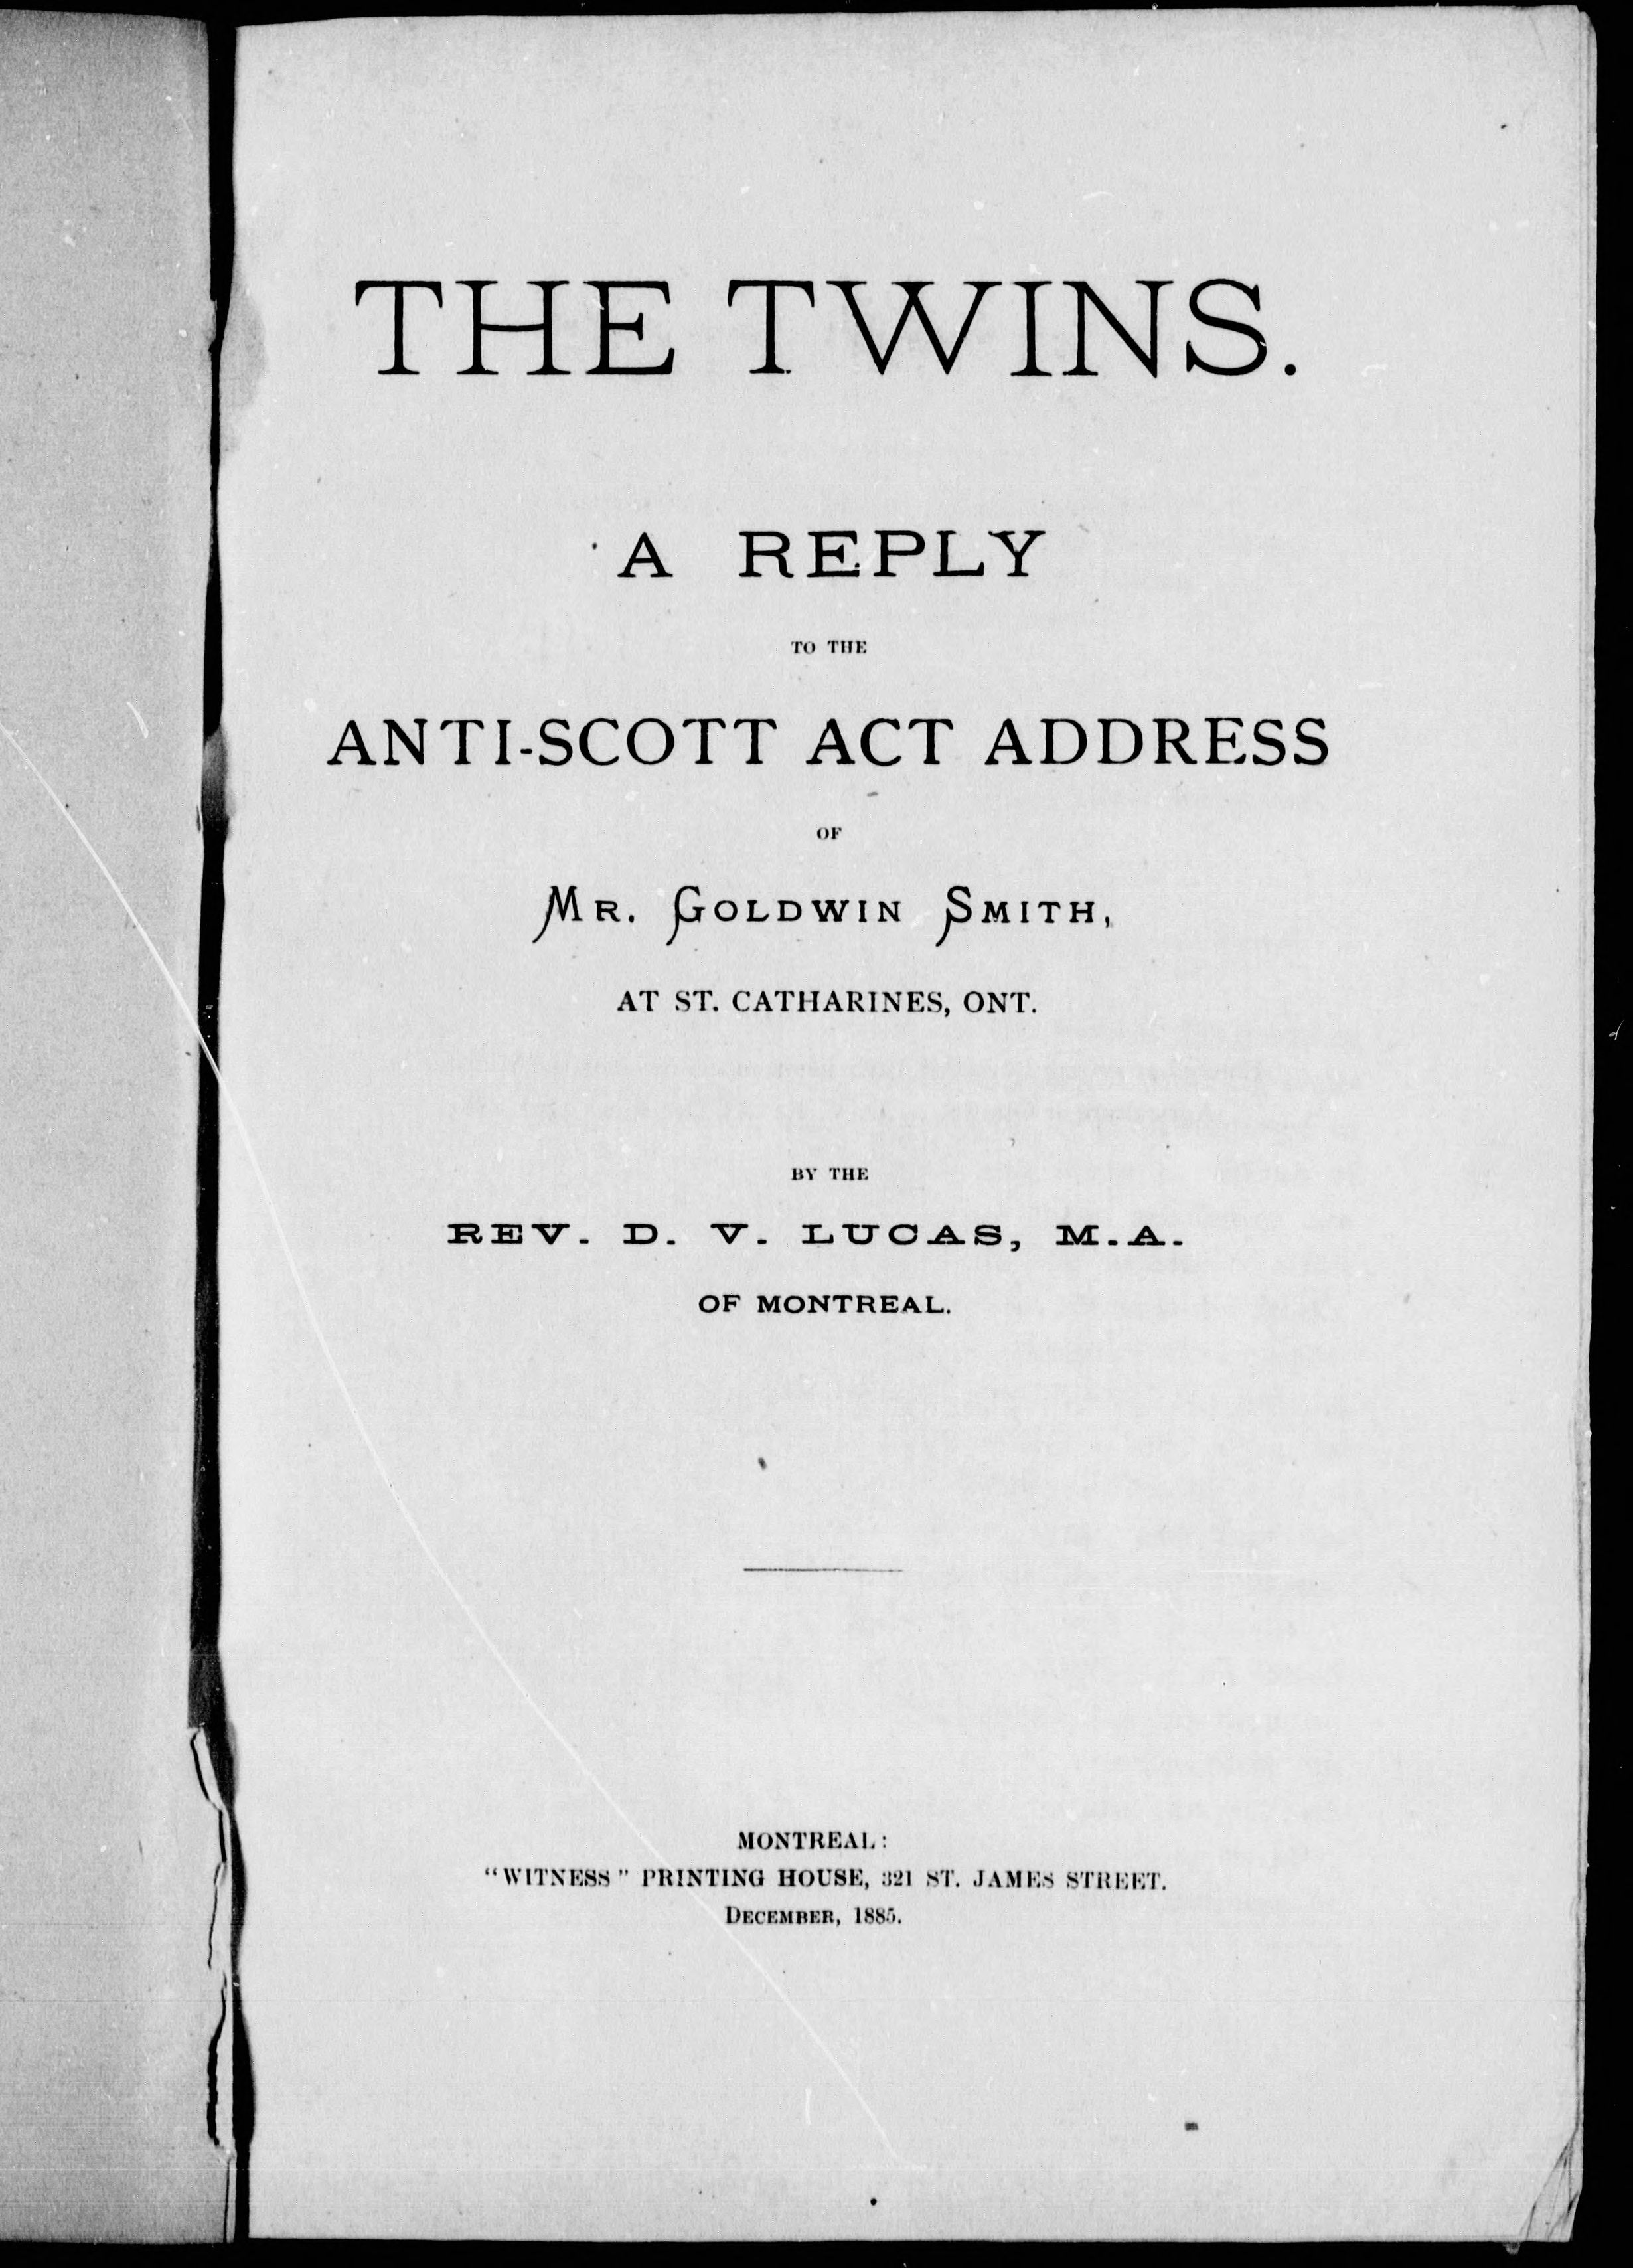 THE TWINS.
A REPLY
TO THE
ANTI-SCOTT ACT ADDRESS
OF
MR. GOLDWIN SMITH,
AT ST. CATHARINES, ONT.
BY THE
REV. D. V. LUCAS, M.A.
OF MONTREAL.
MONTREAL:
"WITNESS" PRINTING HOUSE, 321 ST. JAMES STREET.
DECEMBER, 1885.